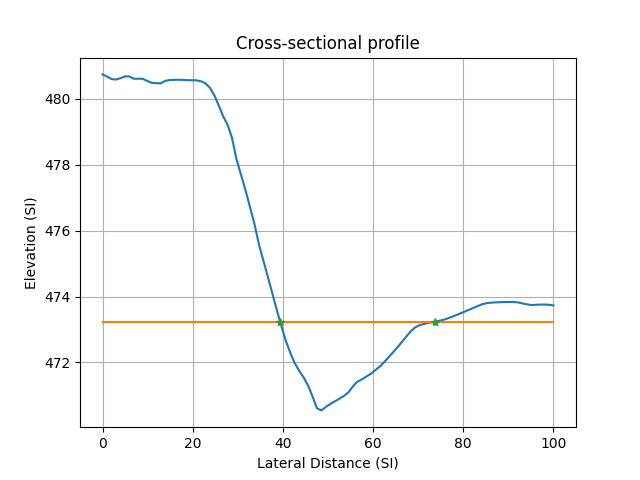 Cross-sectional profile
Elevation (SI)
480
478
476
474
472
0 20 40 60 80 100
Lateral Distance (SI)